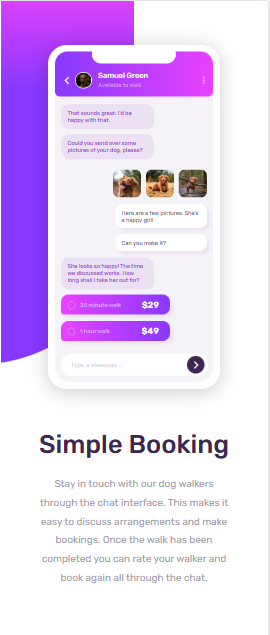 Samuel Green
Available to Walk
That sounds great. I'd be
happy with that.
Could you send over some
pictures of your dog, please?
Here are a few pictures. She's
a happy girl!
Can you make it?
She looks so happy! The time
we discussed works. How
long shall I take her out for?
30 minute walk $29
1 hour walk $49
Type a message...
Simple Booking
Stay in touch with our dog walkers
through the chat interface. This makes it
easy to discuss arrangements and make
bookings. Once the walk has been
completed you can rate your walker and
book again all through the chat.